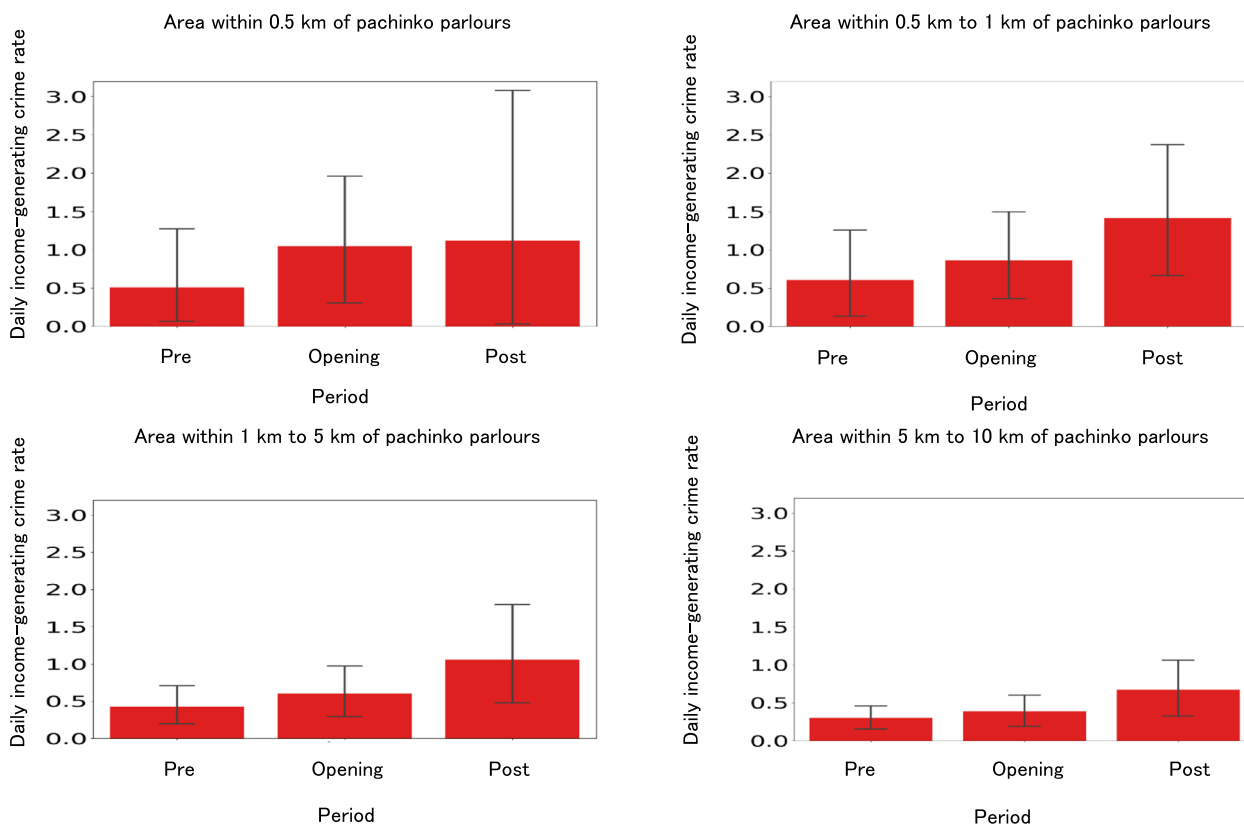 Area within 0.5 km of pachinko parlours
Daily income-generating crime rate
3.0
2.5
2.0
1.5
1.0
0.5
0.0
Pre Opening Post
Period
Area within 0.5 km to 1 km of pachinko parlours
Daily income-generating crime rate
3.0
2.5
2.0
1.5
1.0
0.5
0.0
Pre Opening Post
Period
Area within 1 km to 5 km of pachinko parlours
Daily income-generating crime rate
3.0
2.5
2.0
1.5
1.0
0.5
0.0
Pre Opening Post
Period
Area within 5 km to 10 km of pachinko parlours
Daily income-generating crime rate
3.0
2.5
2.0
1.5
1.0
0.5
0.0
Pre Opening Post
Period